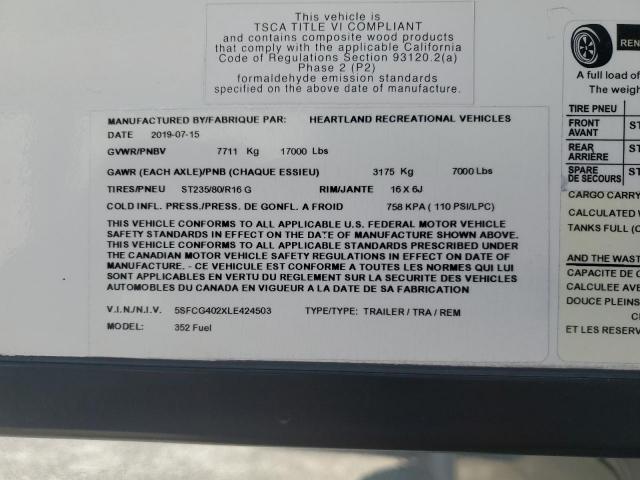 This vehicle is
TSCA TITLE VI COMPLIANT
and contains composite wood products
that comply with the applicable California
Code of Regulations Section 93120.2(a)
Phase 2 (P2)
formaldehyde emission standards
specified on the above date of manufacture.
MANUFACTURED BY/FABRIQUE PAR: HEARTLAND RECREATIONAL VEHICLES
DATE 2019-07-15
GVWR/PNBV 7711 Kg 17000 Lbs
GAWR (EACH AXLE)/PNB (CHAQUE ESSIEU) 3175 Kg 7000 Lbs
TIRES/PNEU ST235/80/R16 G RIM/JANTE 16 X 6J
COLD INFL. PRESS./PRESS. DE GONFL. A FROID 758 KPA ( 110 PSI/LPC)
THIS VEHICLE CONFORMS TO ALL APPLICABLE U.S. FEDERAL MOTOR VEHICLE
SAFETY STANDARDS IN EFFECT ON THE DATE OF MANUFACTURE SHOWN ABOVE.
THIS VEHICLE CONFORMS TO ALL APPLICABLE STANDARDS PRESCRIBED UNDER
THE CANADIAN MOTOR VEHICLE SAFETY REGULATIONS IN EFFECT ON DATE OF
MANUFACTURE. - CE VEHICULE EST CONFORME A TOUTES LES NORMES QUI LUI
SONT APPLICABLES EN VERTU DU REGLEMENT SUR LA SECURITE DES VEHICLES
AUTOMOBILES DU CANADA EN VIGUEUR A LA DATE DE SA FABRICATION
V.I.N./N.I.V. 5SFCG402XLE424503 TYPE/TYPE: TRAILER / TRA / REM
MODEL: 352 Fuel
REN
A full load of
The weigh
TIRE PNEU
FRONT ST
AVANT
REAR ST
ARRIÈRE
SPARE ST
DE SECOURS
CARGO CARRY
CALCULATED W
TANKS FULL (C
AND THE WAST
CAPACITE DE C
CALCULEE AVE
DOUCE PLEINS
ET LES RESERV